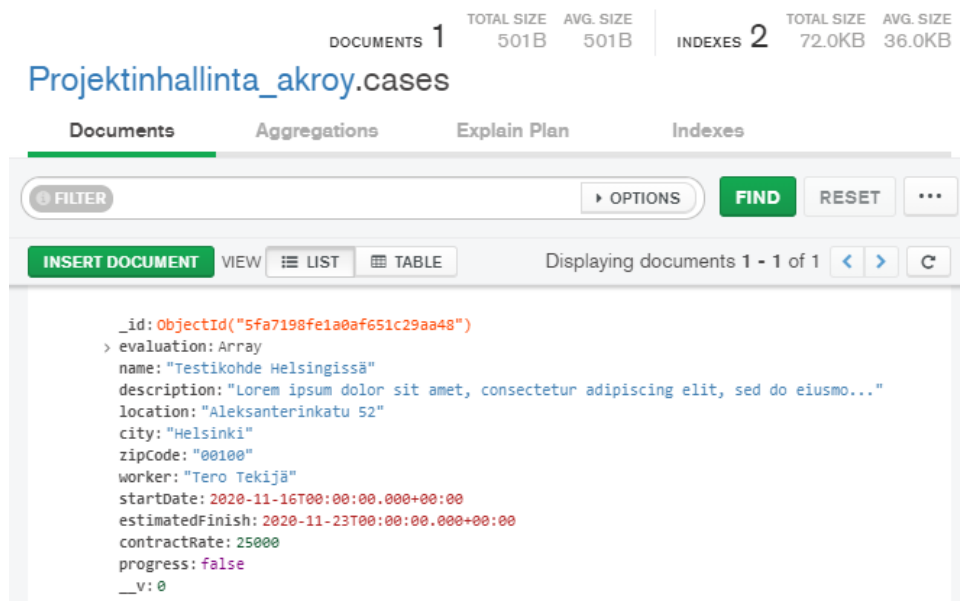 TOTAL SIZE AVG. SIZE TOTAL SIZE AVG. SIZE
DOCUMENTS 1 501B 501B INDEXES 2 72.0KB 36.0KB
Projektinhallinta_akroy.cases
Documents Aggregations Explain Plan Indexes
FILTER OPTIONS FIND RESET ...
INSERT DOCUMENT VIEW LIST TABLE Displaying documents 1 - 1 of 1
_id: ObjectId("5fa7198fe1a0af651c29aa48")
evaluation: Array
name: "Testikohde Helsingissä"
description: "Lorem ipsum dolor sit amet, consectetur adipiscing elit, sed do eiusmo..."
location: "Aleksanterinkatu 52"
city: "Helsinki"
zipCode: "00100"
worker: "Tero Tekijä"
startDate: 2020-11-16T00:00:00.000+00:00
estimatedFinish: 2020-11-23T00:00:00.000+00:00
contractRate: 25000
progress: false
__v: 0